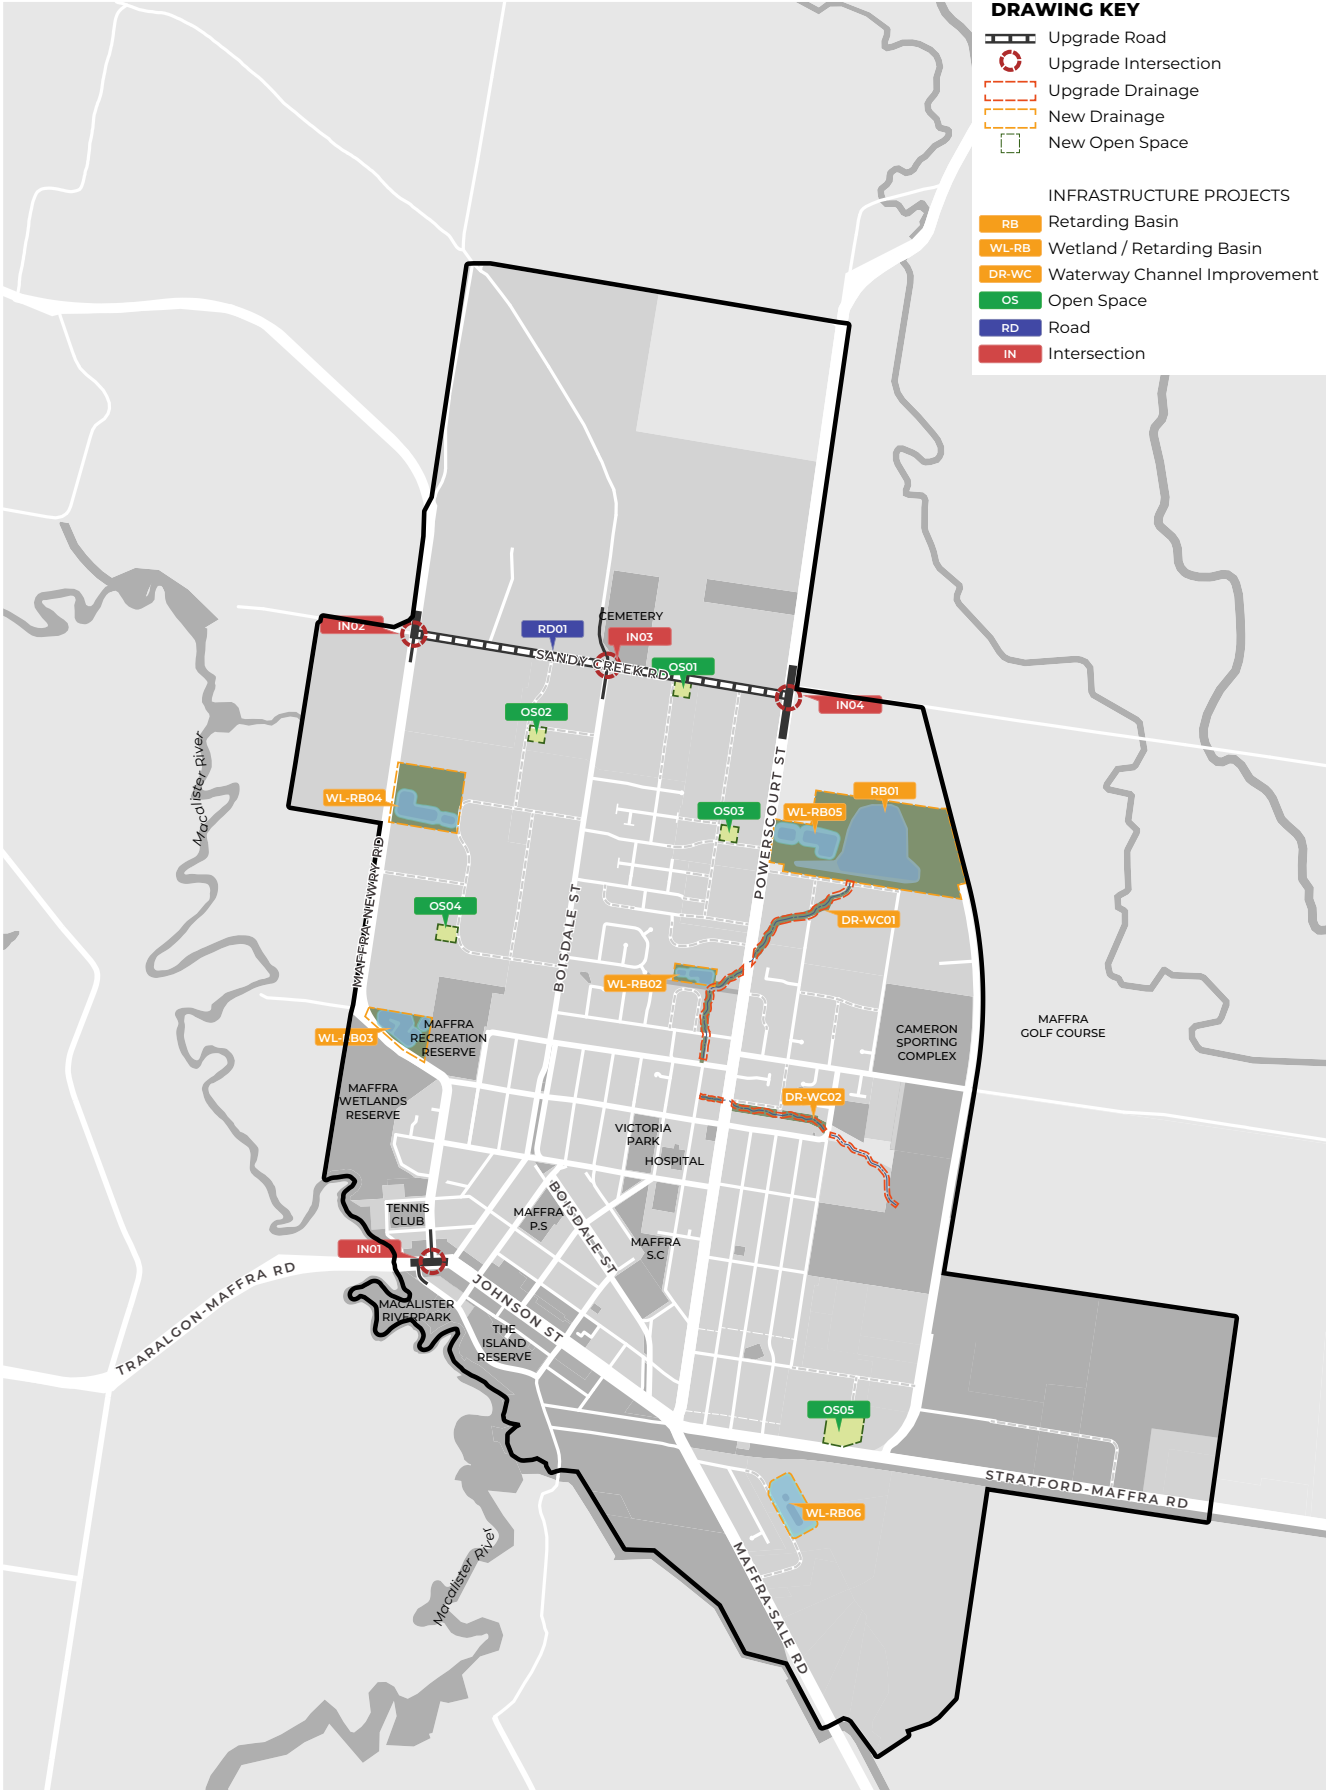 DRAWING KEY
Upgrade Road
Upgrade Intersection
Upgrade Drainage
New Drainage
New Open Space
INFRASTRUCTURE PROJECTS
RB Retarding Basin
WL-RB Wetland / Retarding Basin
DR-WC Waterway Channel Improvement
OS Open Space
RD Road
IN Intersection
CEMETERY
IN02
RD01
IN03
SANDY CREEK RD
OS01
IN04
OS02
Macalister River
POWERSCOURT ST
WL-RB04
OS03
WL-RB05
RB01
MAFFRA-NEWRY RD
BOISDALE ST
OS04
DR-WC01
WL-RB02
WL-RB03
MAFFRA
RECREATION
RESERVE
CAMERON
SPORTING
COMPLEX
MAFFRA
GOLF COURSE
MAFFRA
WETLANDS
RESERVE
DR-WC02
VICTORIA
PARK
HOSPITAL
TENNIS
CLUB
MAFFRA
P.S
BOISDALE ST
MAFFRA
S.C
IN01
TRARALGON-MAFFRA RD
JOHNSON ST
MACALISTER
RIVERPARK
THE
ISLAND
RESERVE
OS05
STRATFORD-MAFFRA RD
WL-RB06
Macalister River
MAFFRA-SALE RD